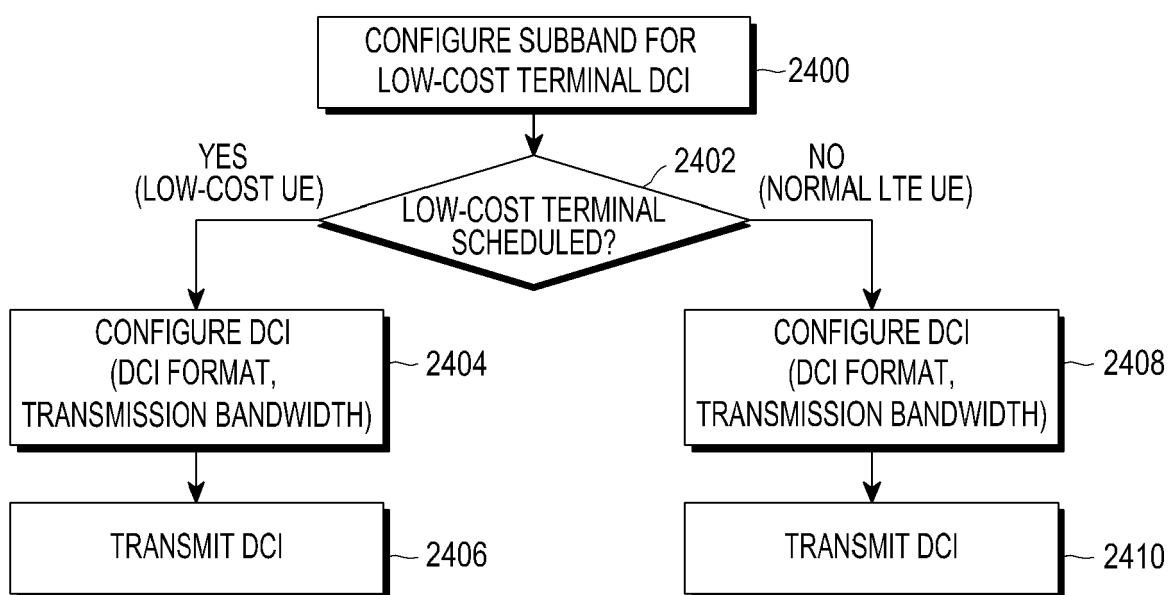 CONFIGURE SUBBAND FOR
LOW-COST TERMINAL DCI
2400
YES
(LOW-COST UE)
2402
NO
(NORMAL LTE UE)
LOW-COST TERMINAL
SCHEDULED?
CONFIGURE DCI
(DCI FORMAT,
TRANSMISSION BANDWIDTH)
2404
CONFIGURE DCI
(DCI FORMAT,
TRANSMISSION BANDWIDTH)
2408
TRANSMIT DCI
2406
TRANSMIT DCI
2410